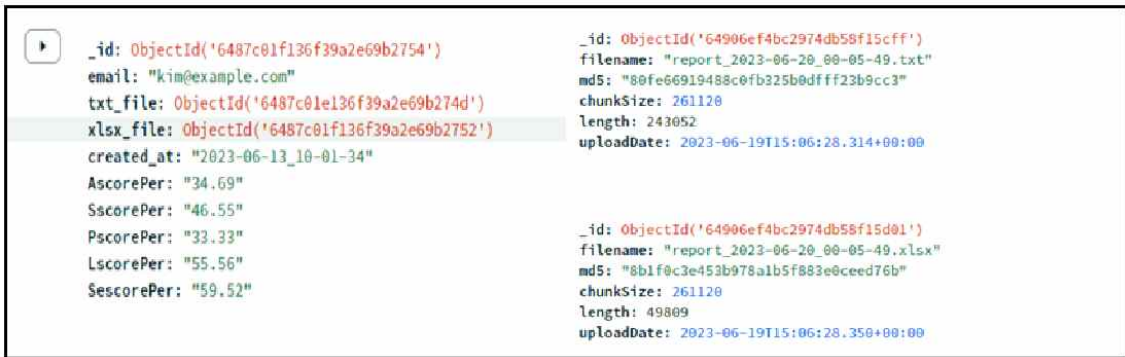 _id: ObjectId('6487c01f136f39a2e69b2754')
email: "kim@example.com"
txt_file: ObjectId('6487c01e136f39a2e69b274d')
xlsx_file: ObjectId('6487c01f136f39a2e69b2752')
created_at: "2023-06-13_10-01-34"
AscorePer: "34.69"
SscorePer: "46.55"
PscorePer: "33.33"
LscorePer: "55.56"
SescorePer: "59.52"
_id: ObjectId('64906ef4bc2974db58f15cff')
filename: "report_2023-06-20_00-05-49.txt"
md5: "80fe66919488c0fb325b0dfff23b9cc3"
chunkSize: 261120
length: 243052
uploadDate: 2023-06-19T15:06:28.314+00:00
_id: ObjectId('64906ef4bc2974db58f15d01')
filename: "report_2023-06-20_00-05-49.xlsx"
md5: "8b1f0c3e453b978a1b5f883e0ceed76b"
chunkSize: 261120
length: 49809
uploadDate: 2023-06-19T15:06:28.350+00:00